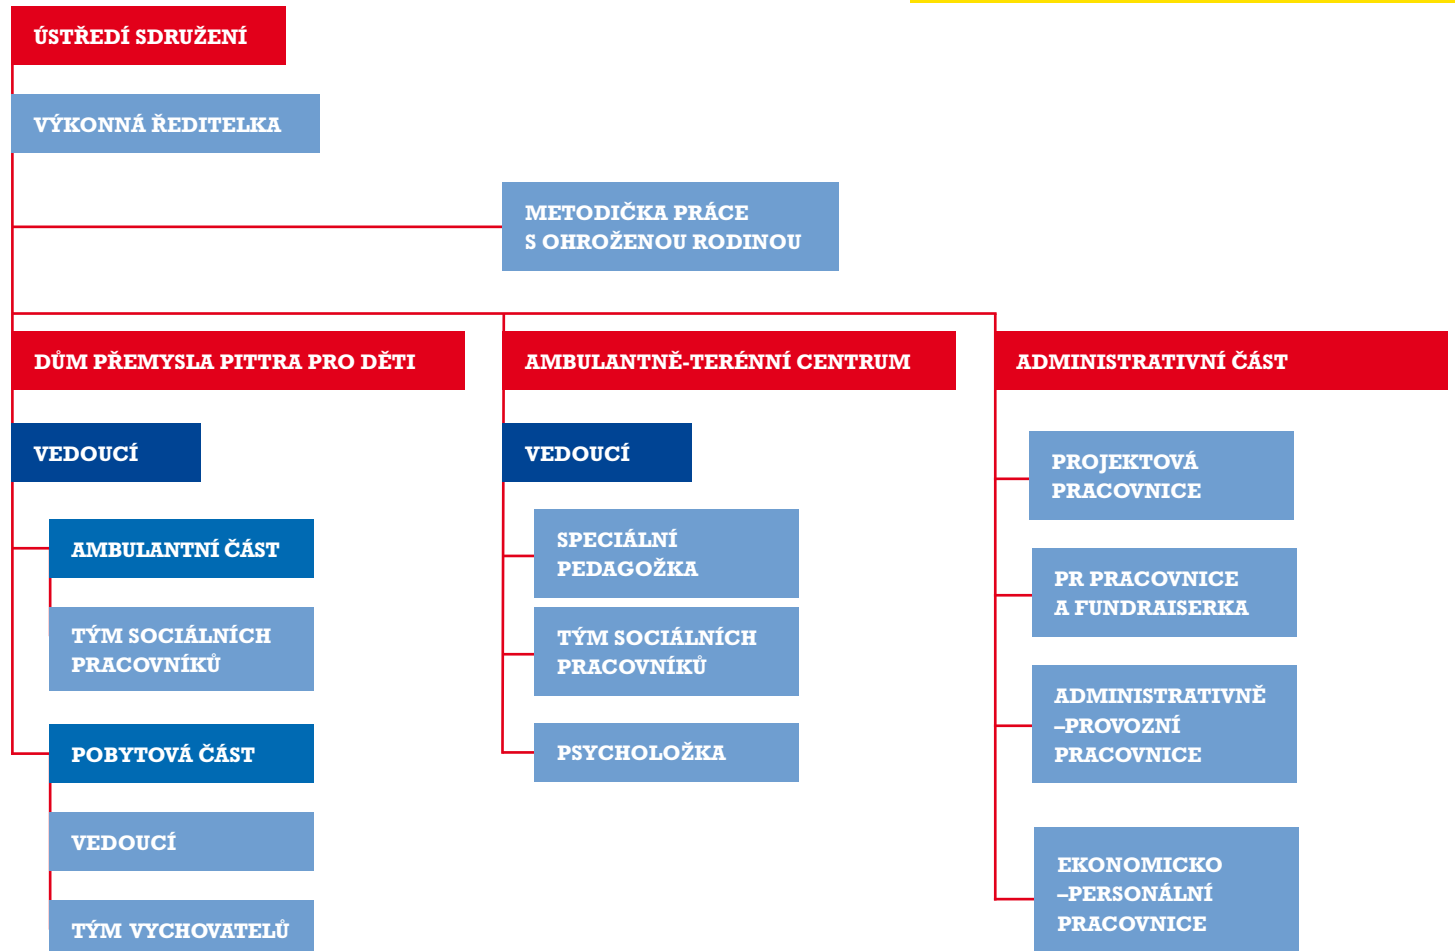 ÚSTŘEDÍ SDRUŽENÍ
VÝKONNÁ ŘEDITELKA
METODIČKA PRÁCE
S OHROŽENOU RODINOU
DŮM PŘEMYSLA PITTRA PRO DĚTI
VEDOUCÍ
AMBULANTNÍ ČÁST
TÝM SOCIÁLNÍCH
PRACOVNÍKŮ
POBYTOVÁ ČÁST
VEDOUCÍ
TÝM VYCHOVATELŮ
AMBULANTNĚ-TERÉNNÍ CENTRUM
VEDOUCÍ
SPECIÁLNÍ
PEDAGOŽKA
TÝM SOCIÁLNÍCH
PRACOVNÍKŮ
PSYCHOLOŽKA
ADMINISTRATIVNÍ ČÁST
PROJEKTOVÁ
PRACOVNICE
PR PRACOVNICE
A FUNDRAISERKA
ADMINISTRATIVNĚ
–PROVOZNÍ
PRACOVNICE
EKONOMICKO
–PERSONÁLNÍ
PRACOVNICE